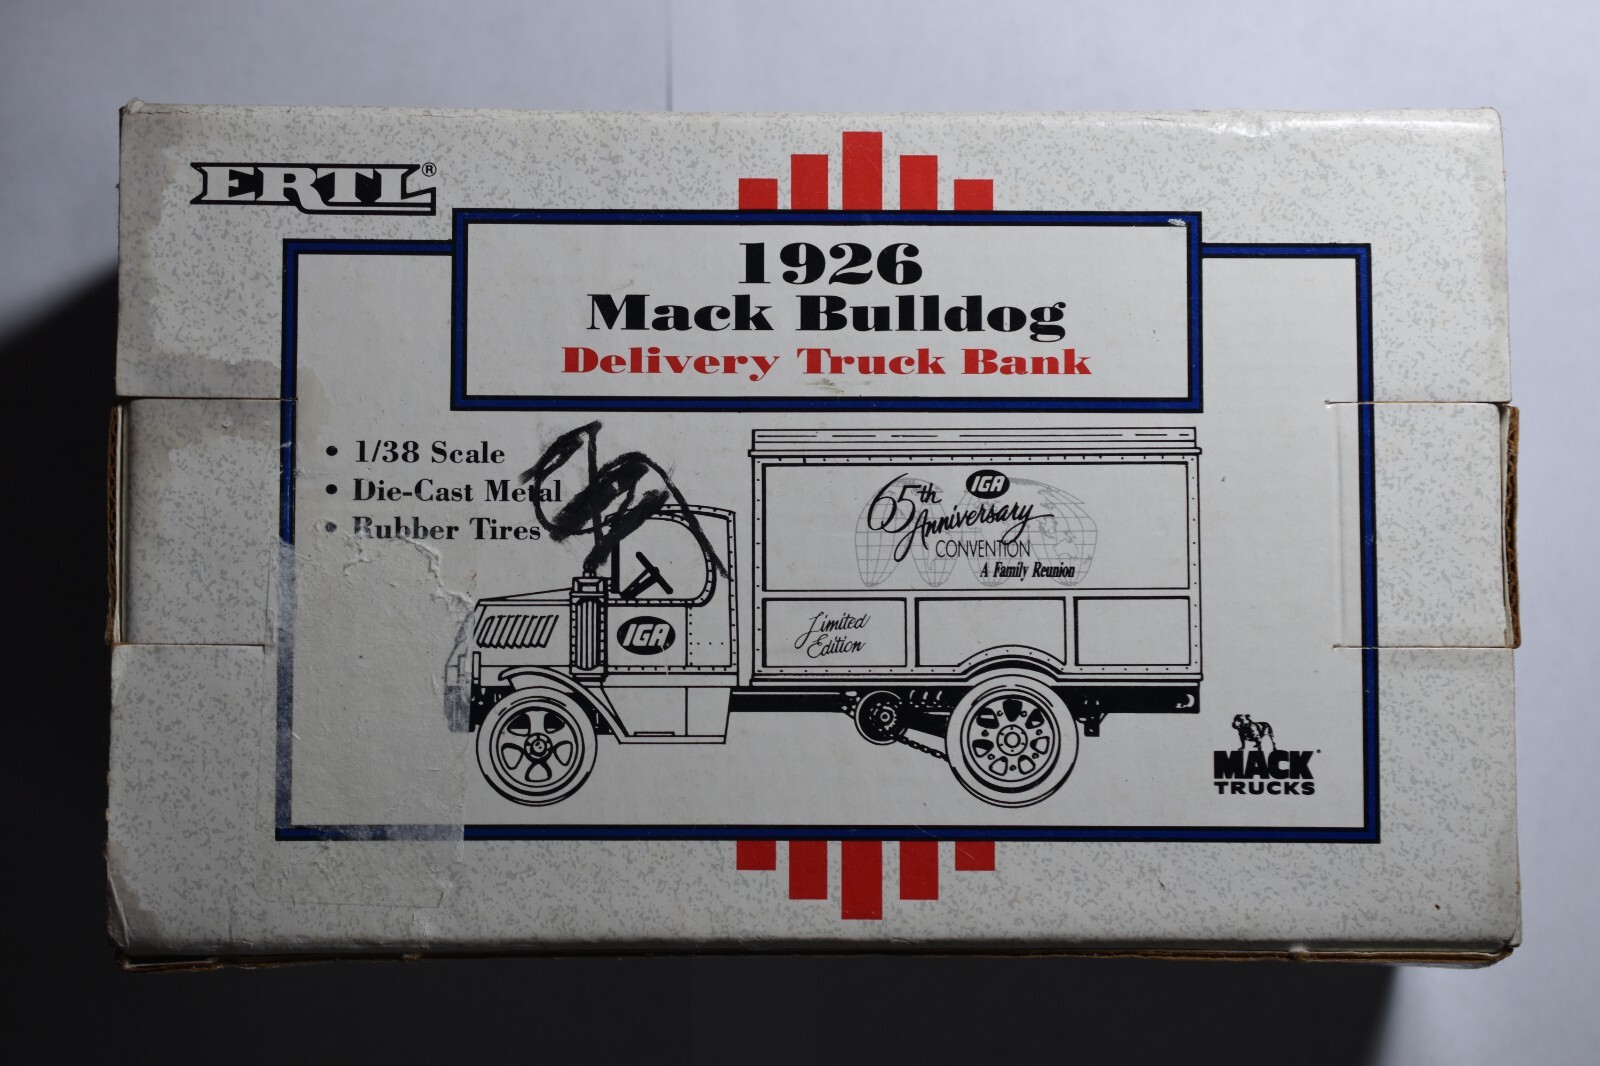 ERTL®
1926
Mack Bulldog
Delivery Truck Bank
• 1/38 Scale
• Die-Cast Metal
• Rubber Tires
IGA
65th
Anniversary
CONVENTION
A Family Reunion
Limited
Edition
IGA
MACK
TRUCKS